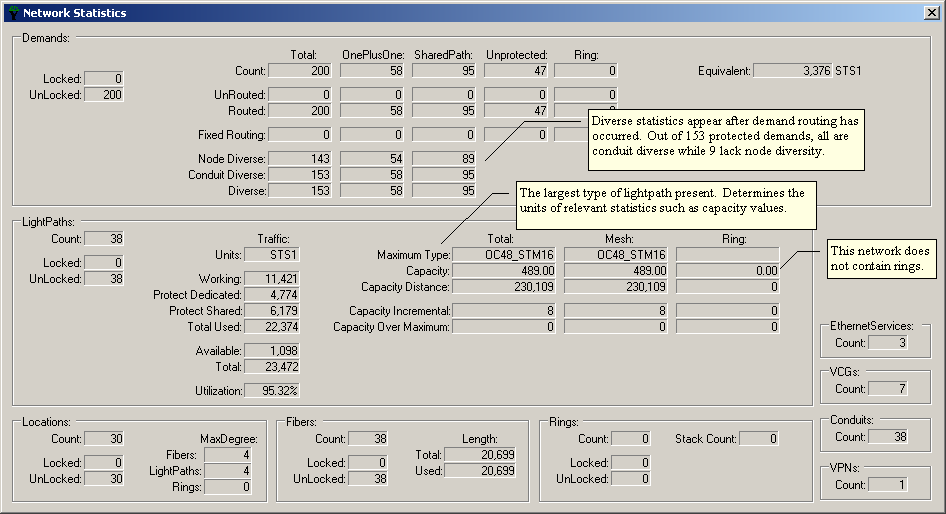 Network Statistics
Demands:
Total: OnePlusOne: SharedPath: Unprotected: Ring:
Locked: 0 Count: 200 58 95 47 0 Equivalent: 3,376 STS1
UnLocked: 200 UnRouted: 0 0 0 0 0
Routed: 200 58 95 47
Fixed Routing: 0 0 0 0
Diverse statistics appear after demand routing has
occurred. Out of 153 protected demands, all are
conduit diverse while 9 lack node diversity.
Node Diverse: 143 54 89
Conduit Diverse: 153 58 95
Diverse: 153 58 95
The largest type of lightpath present. Determines the
units of relevant statistics such as capacity values.
LightPaths:
Count: 38
Locked: 0
UnLocked: 38
Traffic:
Units: STS1
Working: 11,421
Protect Dedicated: 4,774
Protect Shared: 6,179
Total Used: 22,374
Available: 1,098
Total: 23,472
Utilization: 95.32%
Total: Mesh: Ring:
Maximum Type: OC48_STM16 OC48_STM16
Capacity: 489.00 489.00 0.00
Capacity Distance: 230,109 230,109 0
Capacity Incremental: 8 8 0
Capacity Over Maximum: 0 0 0
This network does
not contain rings.
EthernetServices:
Count: 3
VCGs:
Count: 7
Locations:
Count: 30
Locked: 0
UnLocked: 30
MaxDegree:
Fibers: 4
LightPaths: 4
Rings: 0
Fibers:
Count: 38
Locked: 0
UnLocked: 38
Length:
Total: 20,699
Used: 20,699
Rings:
Count: 0 Stack Count: 0
Locked: 0
UnLocked: 0
Conduits:
Count: 38
VPNs:
Count: 1